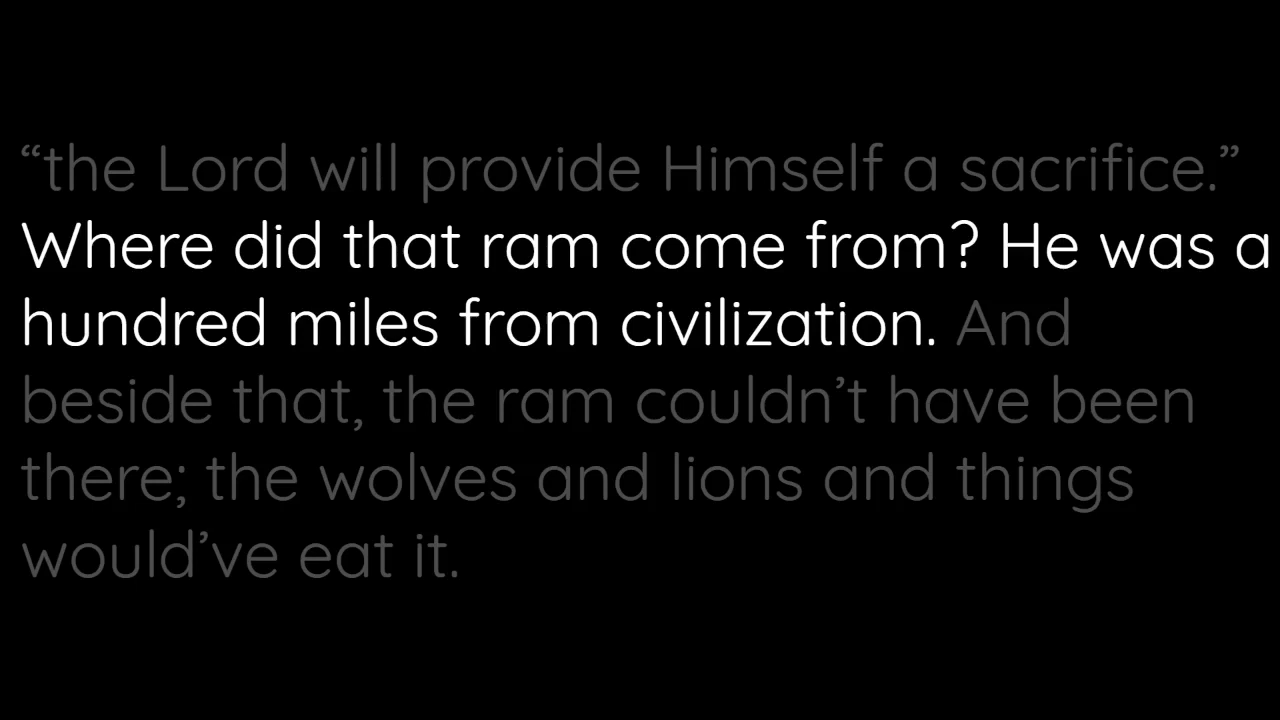 “the Lord will provide Himself a sacrifice.”
Where did that ram come from? He was a
hundred miles from civilization. And
beside that, the ram couldn’t have been
there; the wolves and lions and things
would’ve eat it.